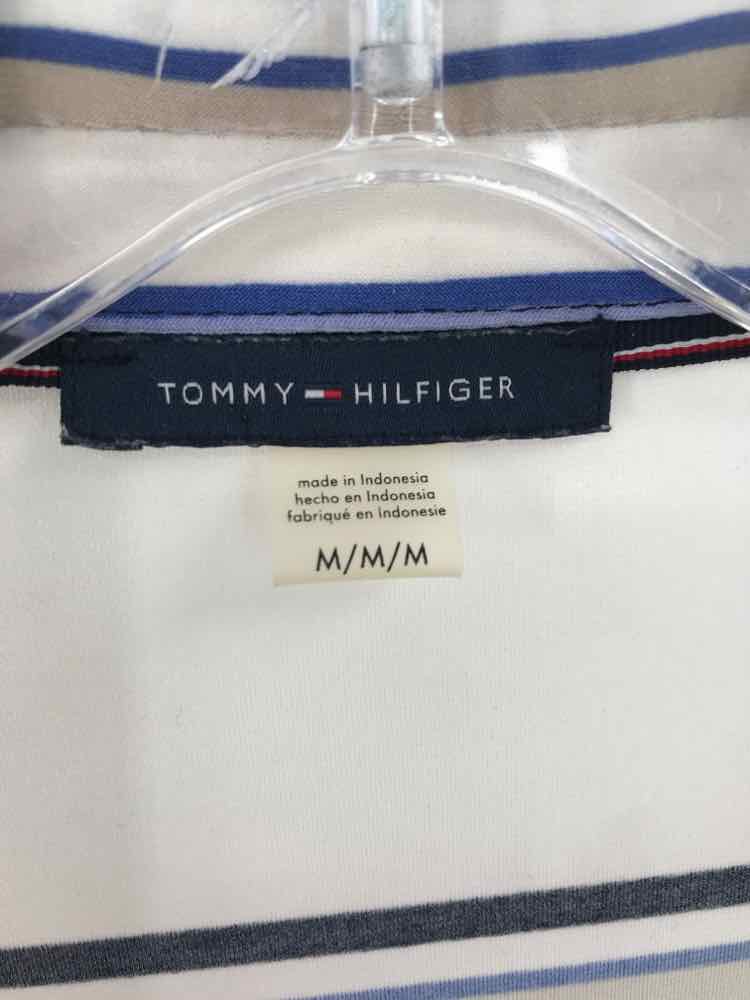 TOMMY HILFIGER
made in Indonesia
hecho en Indonesia
fabriqué en Indonesie
M/M/M